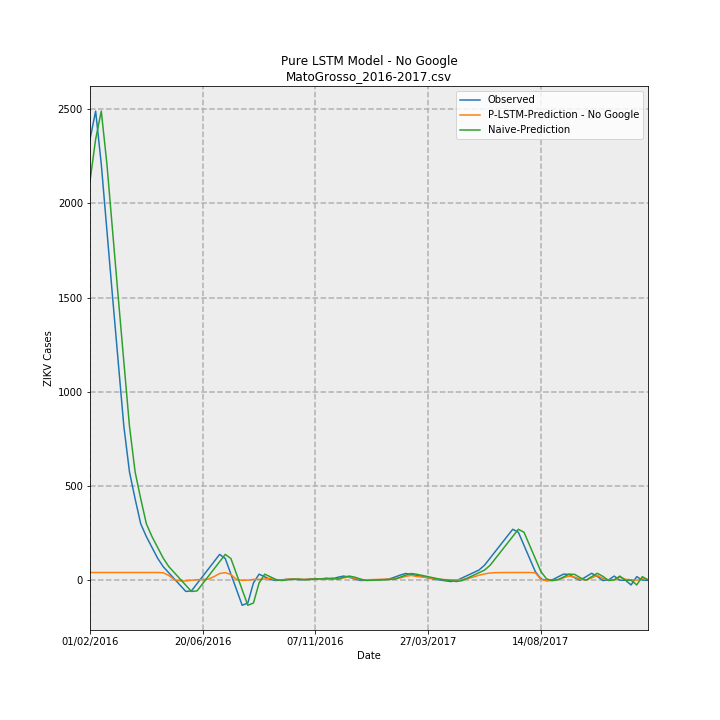 Pure LSTM Model - No Google
MatoGrosso_2016-2017.csv
Observed
P-LSTM-Prediction - No Google
Naive-Prediction
2500
2000
1500
1000
500
0
ZIKV Cases
01/02/2016
20/06/2016
07/11/2016
27/03/2017
14/08/2017
Date